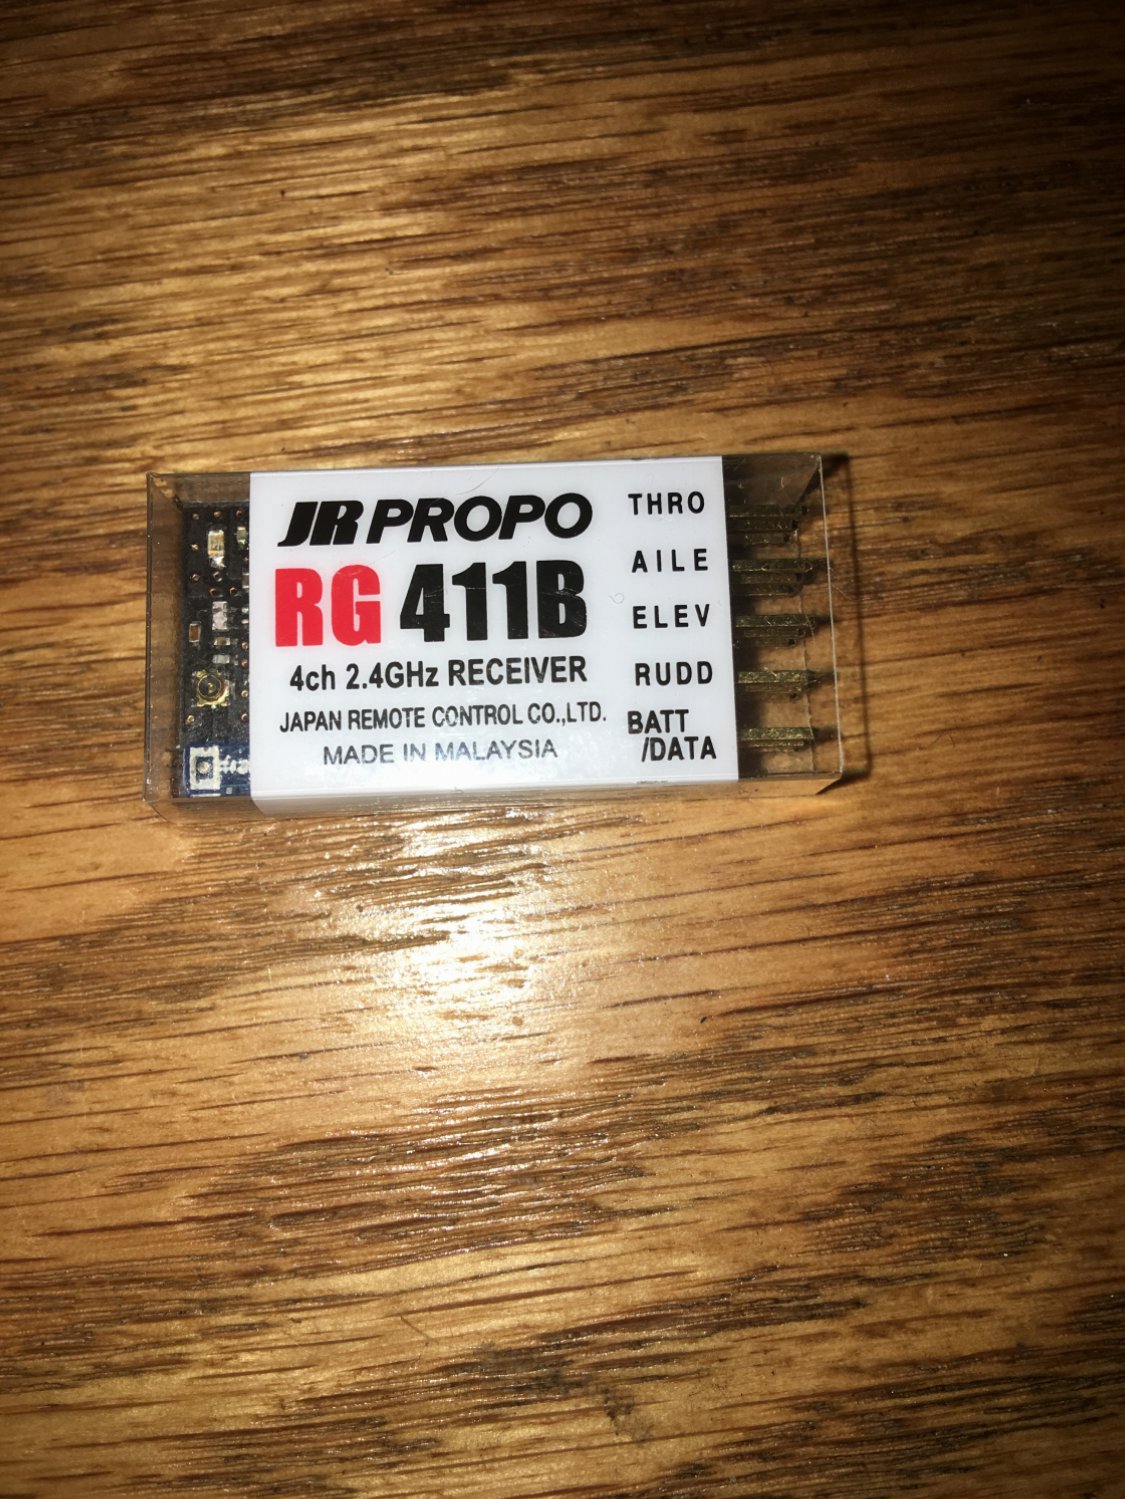 JR PROPO
RG 411B
4ch 2.4GHz RECEIVER
JAPAN REMOTE CONTROL CO.,LTD.
MADE IN MALAYSIA
THRO
AILE
ELEV
RUDD
BATT
/DATA